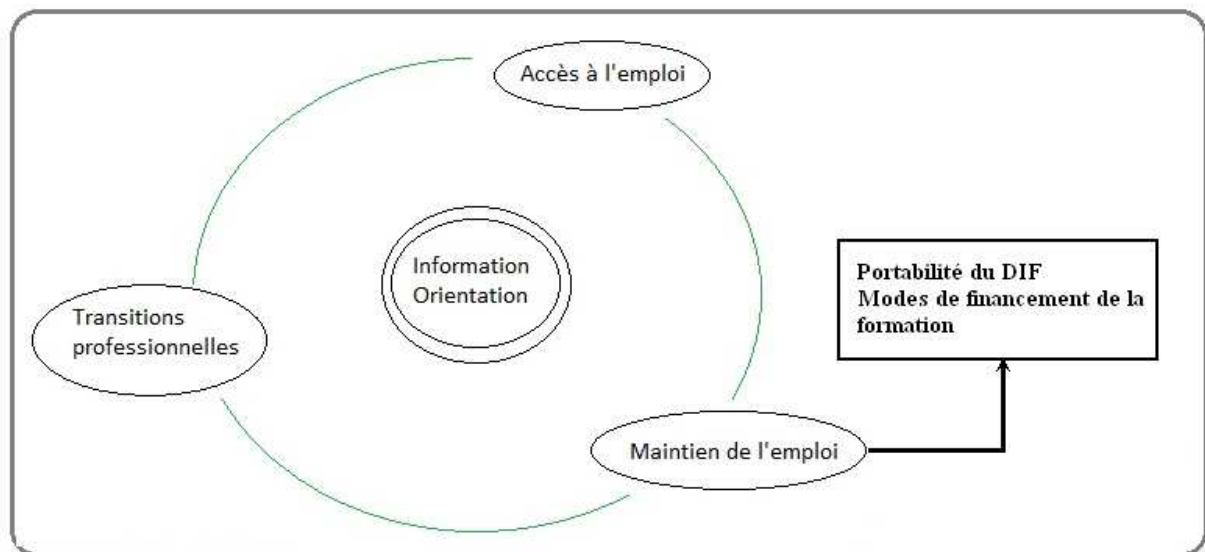 Accès à l'emploi
Information
Orientation
Transitions
professionnelles
Portabilité du DIF
Modes de financement de la
formation
Maintien de l'emploi